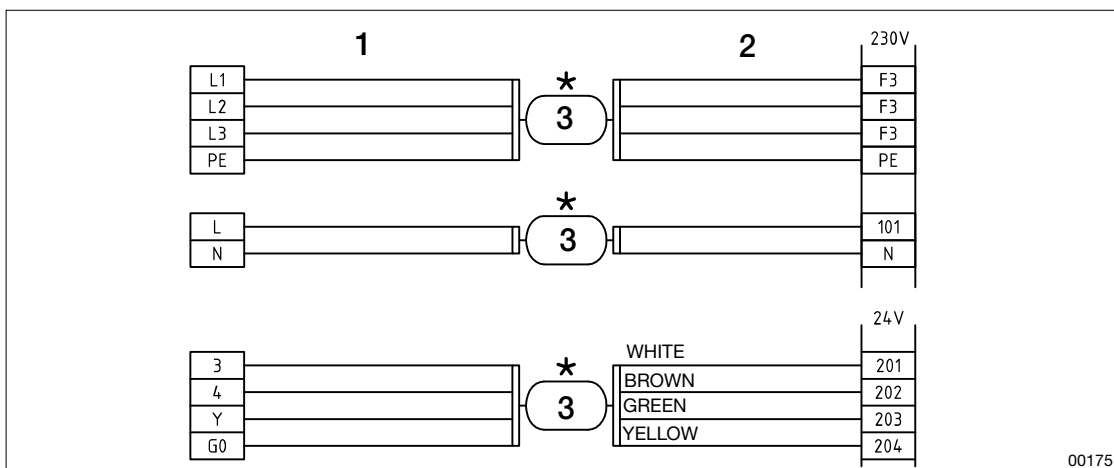 1 2 230V
L1 * F3
L2 3 F3
L3 F3
PE PE
*
L 3 101
N N
24V
3 * WHITE 201
4 3 BROWN 202
Y GREEN 203
G0 YELLOW 204
00175